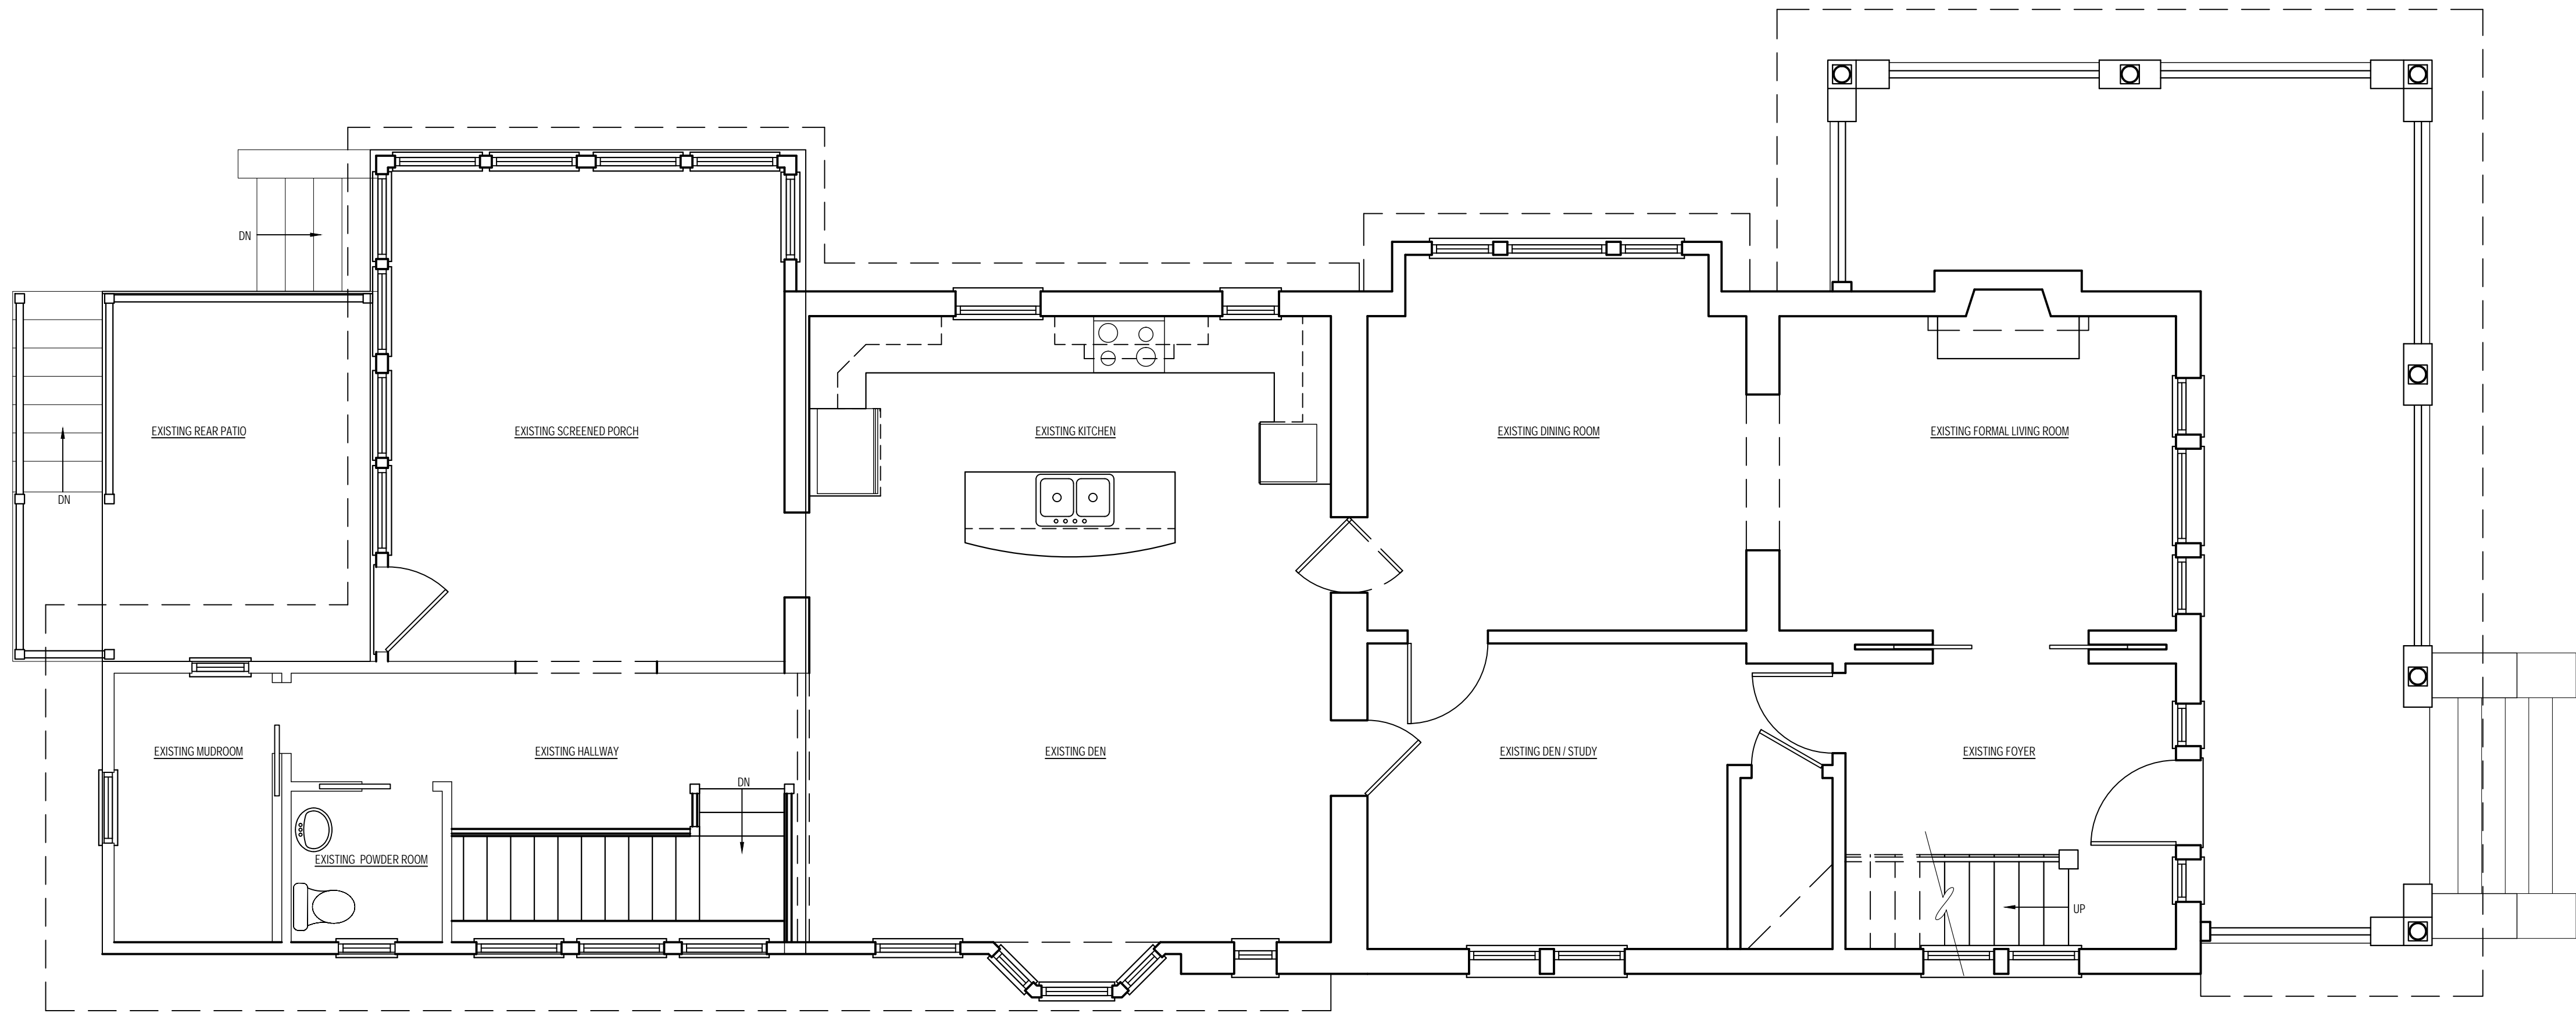 DN
EXISTING REAR PATIO
EXISTING SCREENED PORCH
EXISTING KITCHEN
EXISTING DINING ROOM
EXISTING FORMAL LIVING ROOM
DN
EXISTING MUDROOM
EXISTING HALLWAY
EXISTING DEN
EXISTING DEN / STUDY
EXISTING FOYER
DN
EXISTING POWDER ROOM
UP